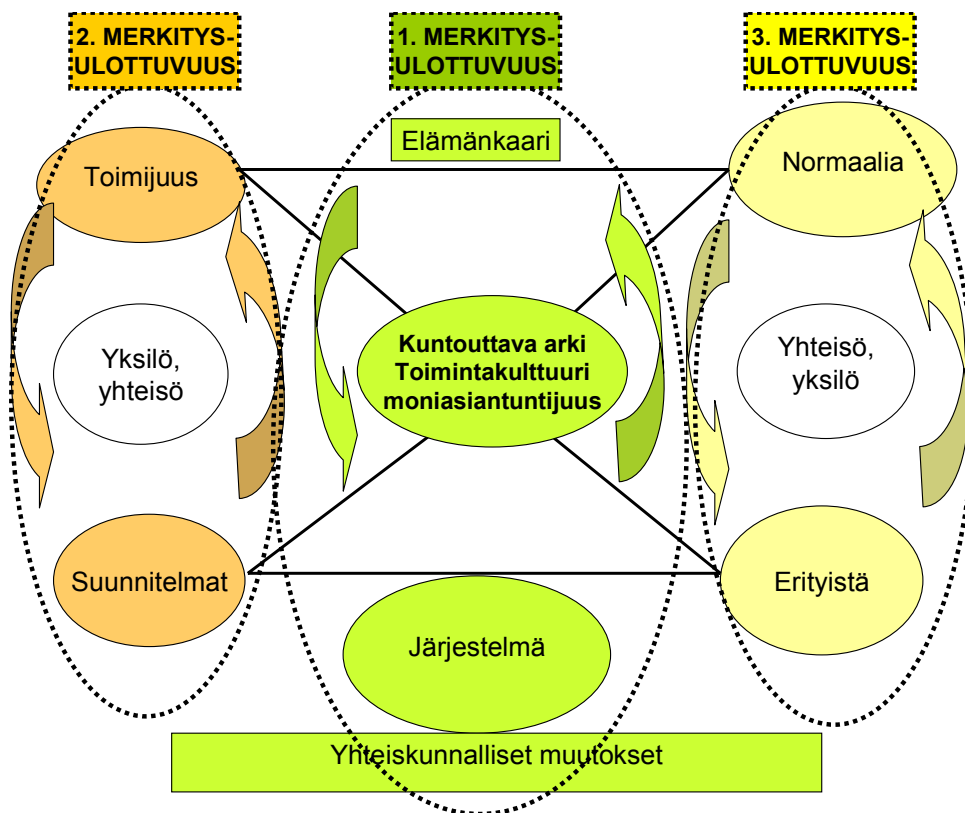 2. MERKITYS-
ULOTTUVUUS
1. MERKITYS-
ULOTTUVUUS
3. MERKITYS-
ULOTTUVUUS
Elämänkaari
Toimijuus
Normaalia
Yksilö,
yhteisö
Kuntouttava arki
Toimintakulttuuri
moniasiantuntijuus
Yhteisö,
yksilö
Suunnitelmat
Erityistä
Järjestelmä
Yhteiskunnalliset muutokset